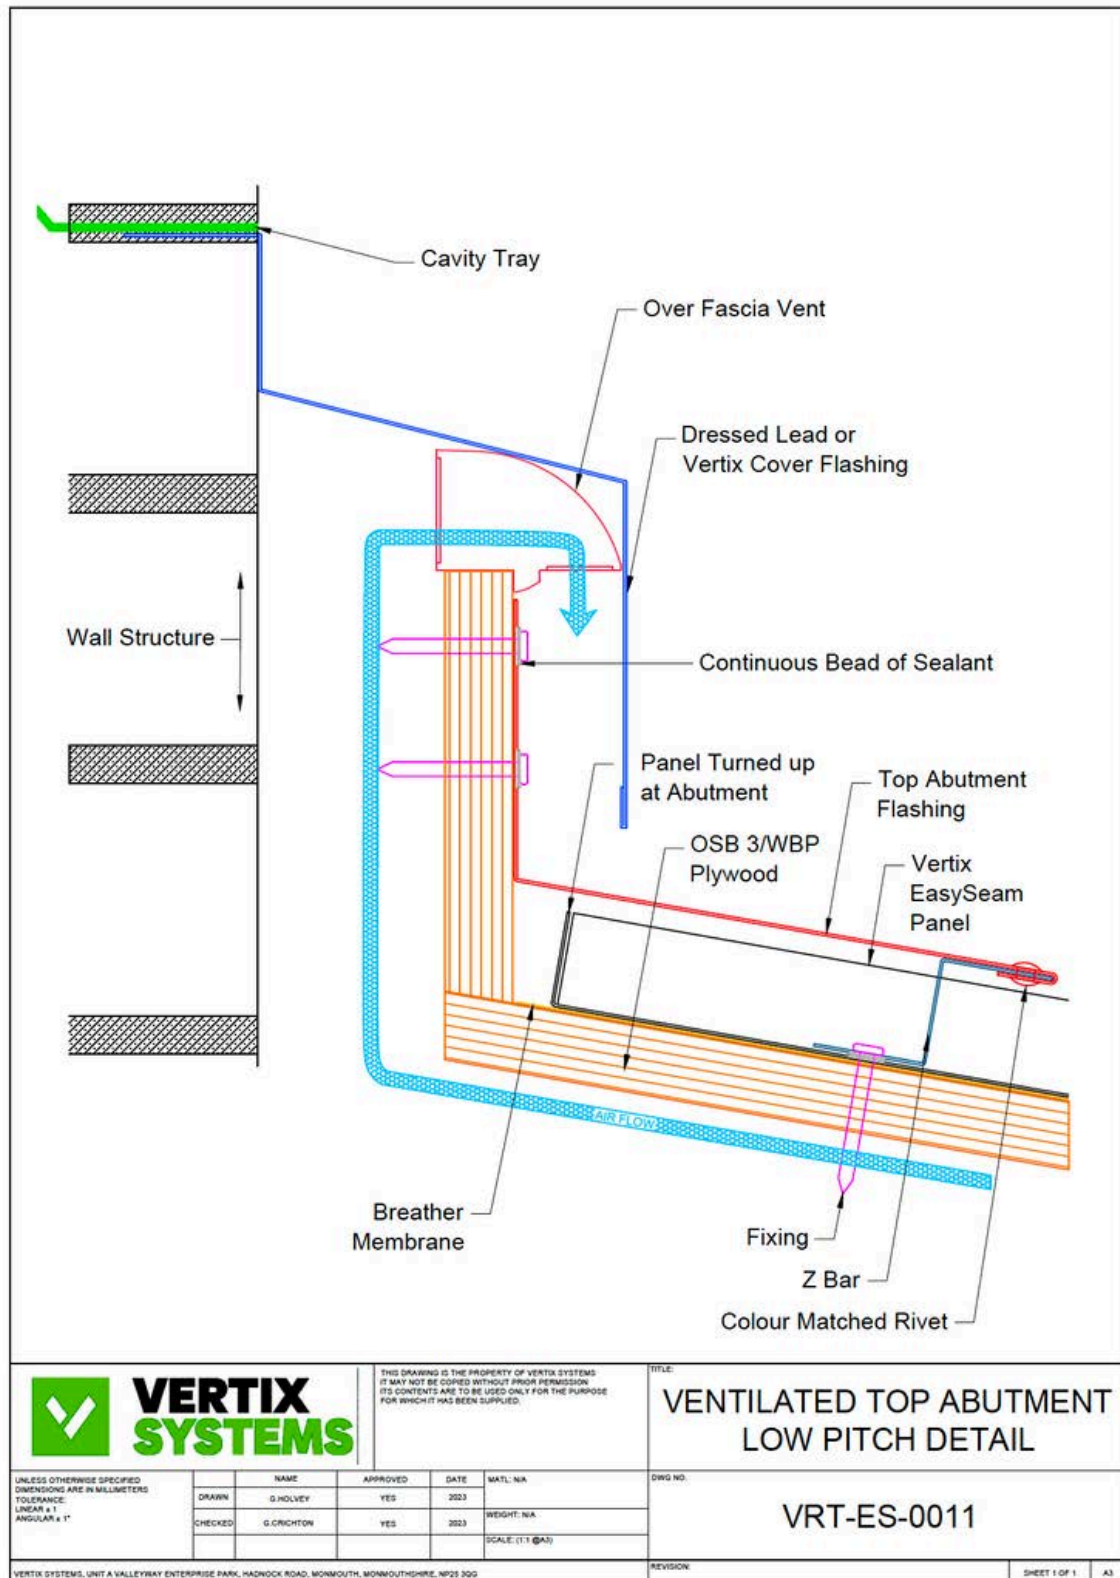 Cavity Tray
Over Fascia Vent
Dressed Lead or
Vertix Cover Flashing
Wall Structure
Continuous Bead of Sealant
Panel Turned up
at Abutment
Top Abutment
Flashing
OSB 3/WBP
Plywood
Vertix
EasySeam
Panel
AIR FLOW
Breather
Membrane
Fixing
Z Bar
Colour Matched Rivet
VERTIX
SYSTEMS
THIS DRAWING IS THE PROPERTY OF VERTIX SYSTEMS
IT MAY NOT BE COPIED WITHOUT PRIOR PERMISSION
ITS CONTENTS ARE TO BE USED ONLY FOR THE PURPOSE
FOR WHICH IT HAS BEEN SUPPLIED.
TITLE:
VENTILATED TOP ABUTMENT
LOW PITCH DETAIL
UNLESS OTHERWISE SPECIFIED
DIMENSIONS ARE IN MILLIMETERS
TOLERANCE:
LINEAR ± 1
ANGULAR ± 1°
NAME APPROVED DATE
DRAWN G.HOLVEY YES 2023
CHECKED G.CRICHTON YES 2023
MATL: N/A
WEIGHT: N/A
SCALE: (1:1 @A3)
DWG NO.
VRT-ES-0011
VERTIX SYSTEMS, UNIT A VALLEYWAY ENTERPRISE PARK, HADNOCK ROAD, MONMOUTH, MONMOUTHSHIRE, NP25 3QG
REVISION:
SHEET 1 OF 1
A3